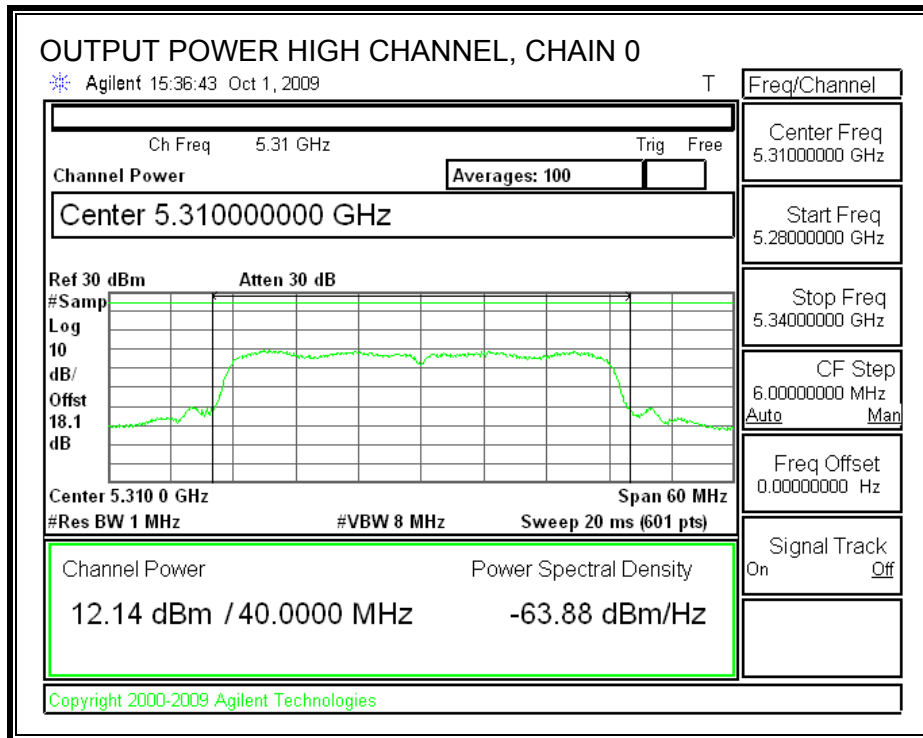 OUTPUT POWER HIGH CHANNEL, CHAIN 0
Agilent 15:36:43 Oct 1, 2009 T
Freq/Channel
Ch Freq 5.31 GHz Trig Free
Channel Power Averages: 100
Center 5.310000000 GHz
Ref 30 dBm Atten 30 dB
#Samp
Log
10
dB/
Offst
18.1
dB
Center 5.310 0 GHz Span 60 MHz
#Res BW 1 MHz #VBW 8 MHz Sweep 20 ms (601 pts)
Channel Power Power Spectral Density
12.14 dBm / 40.0000 MHz -63.88 dBm/Hz
Center Freq
5.31000000 GHz
Start Freq
5.28000000 GHz
Stop Freq
5.34000000 GHz
CF Step
6.00000000 MHz
Auto Man
Freq Offset
0.00000000 Hz
Signal Track
On Off
Copyright 2000-2009 Agilent Technologies